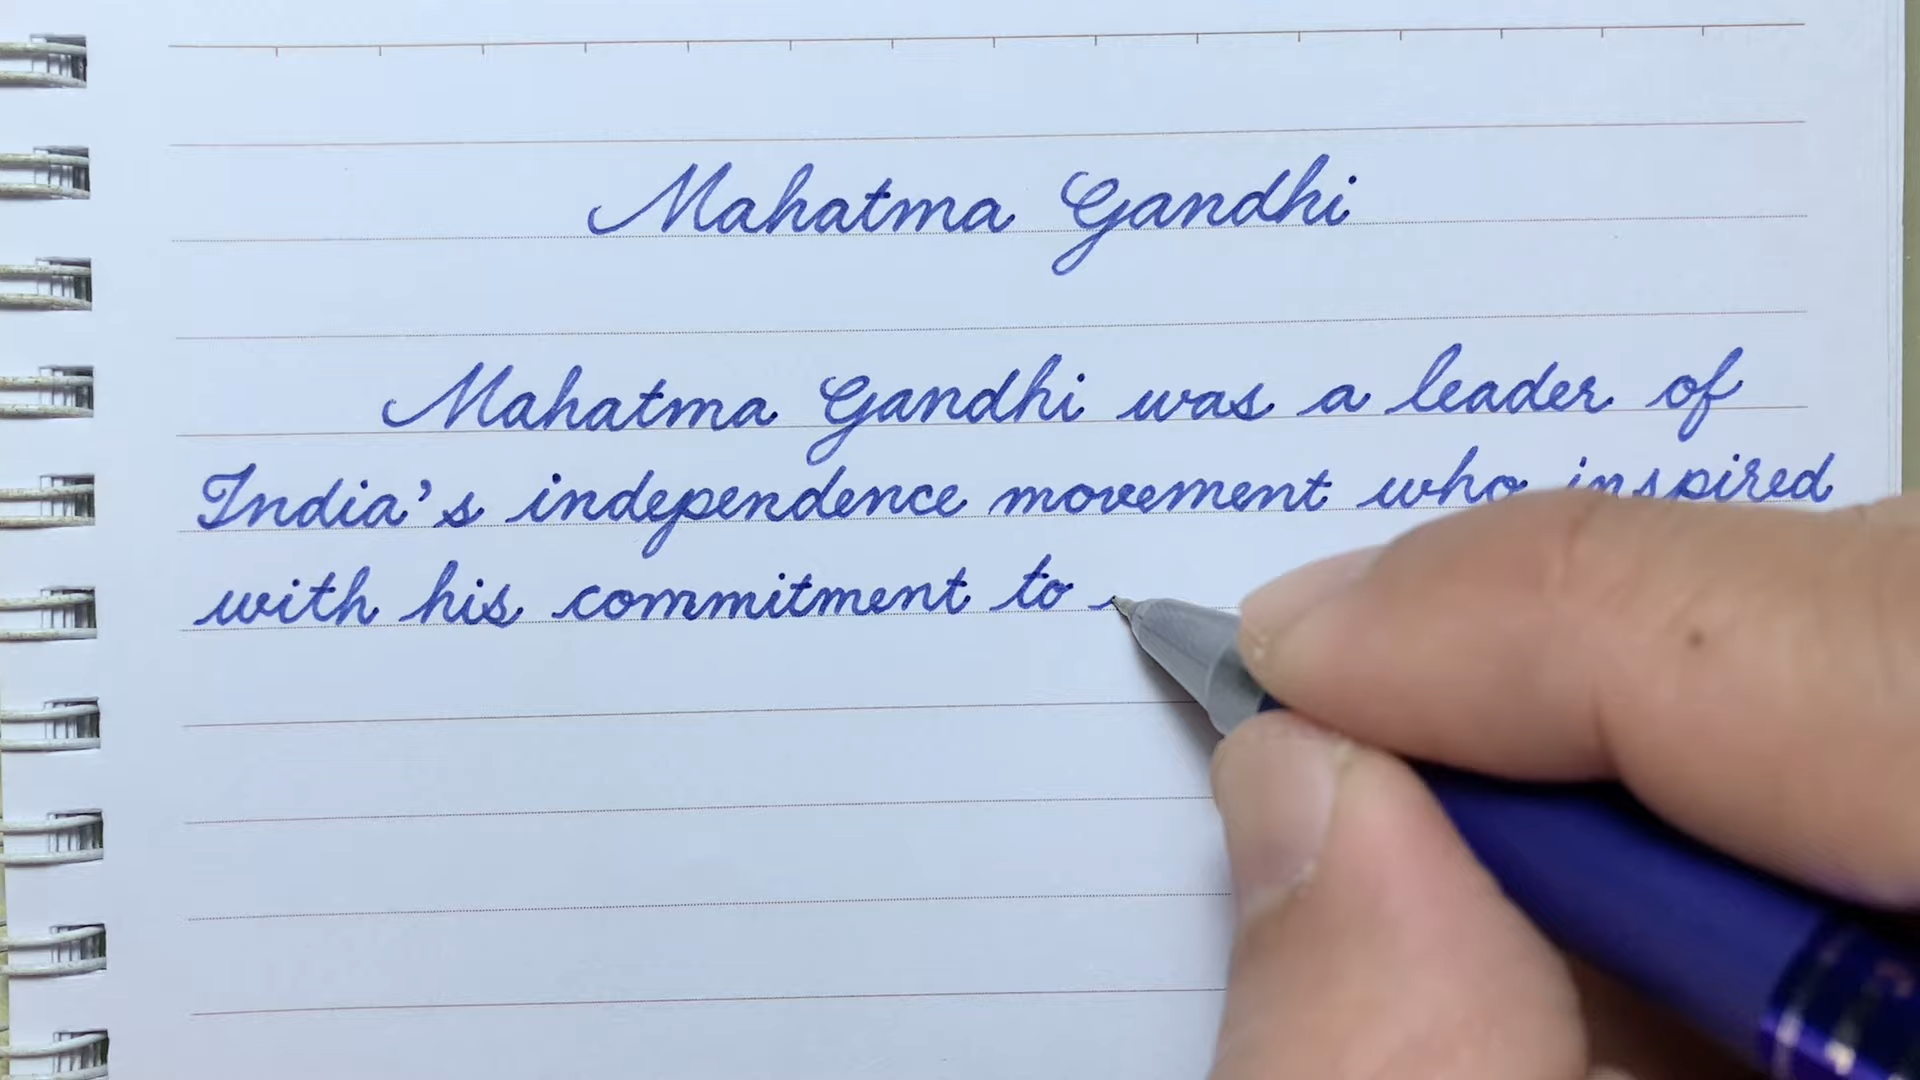 Mahatma Gandhi
Mahatma Gandhi was a leader of
India's independence movement who inspired
with his commitment to